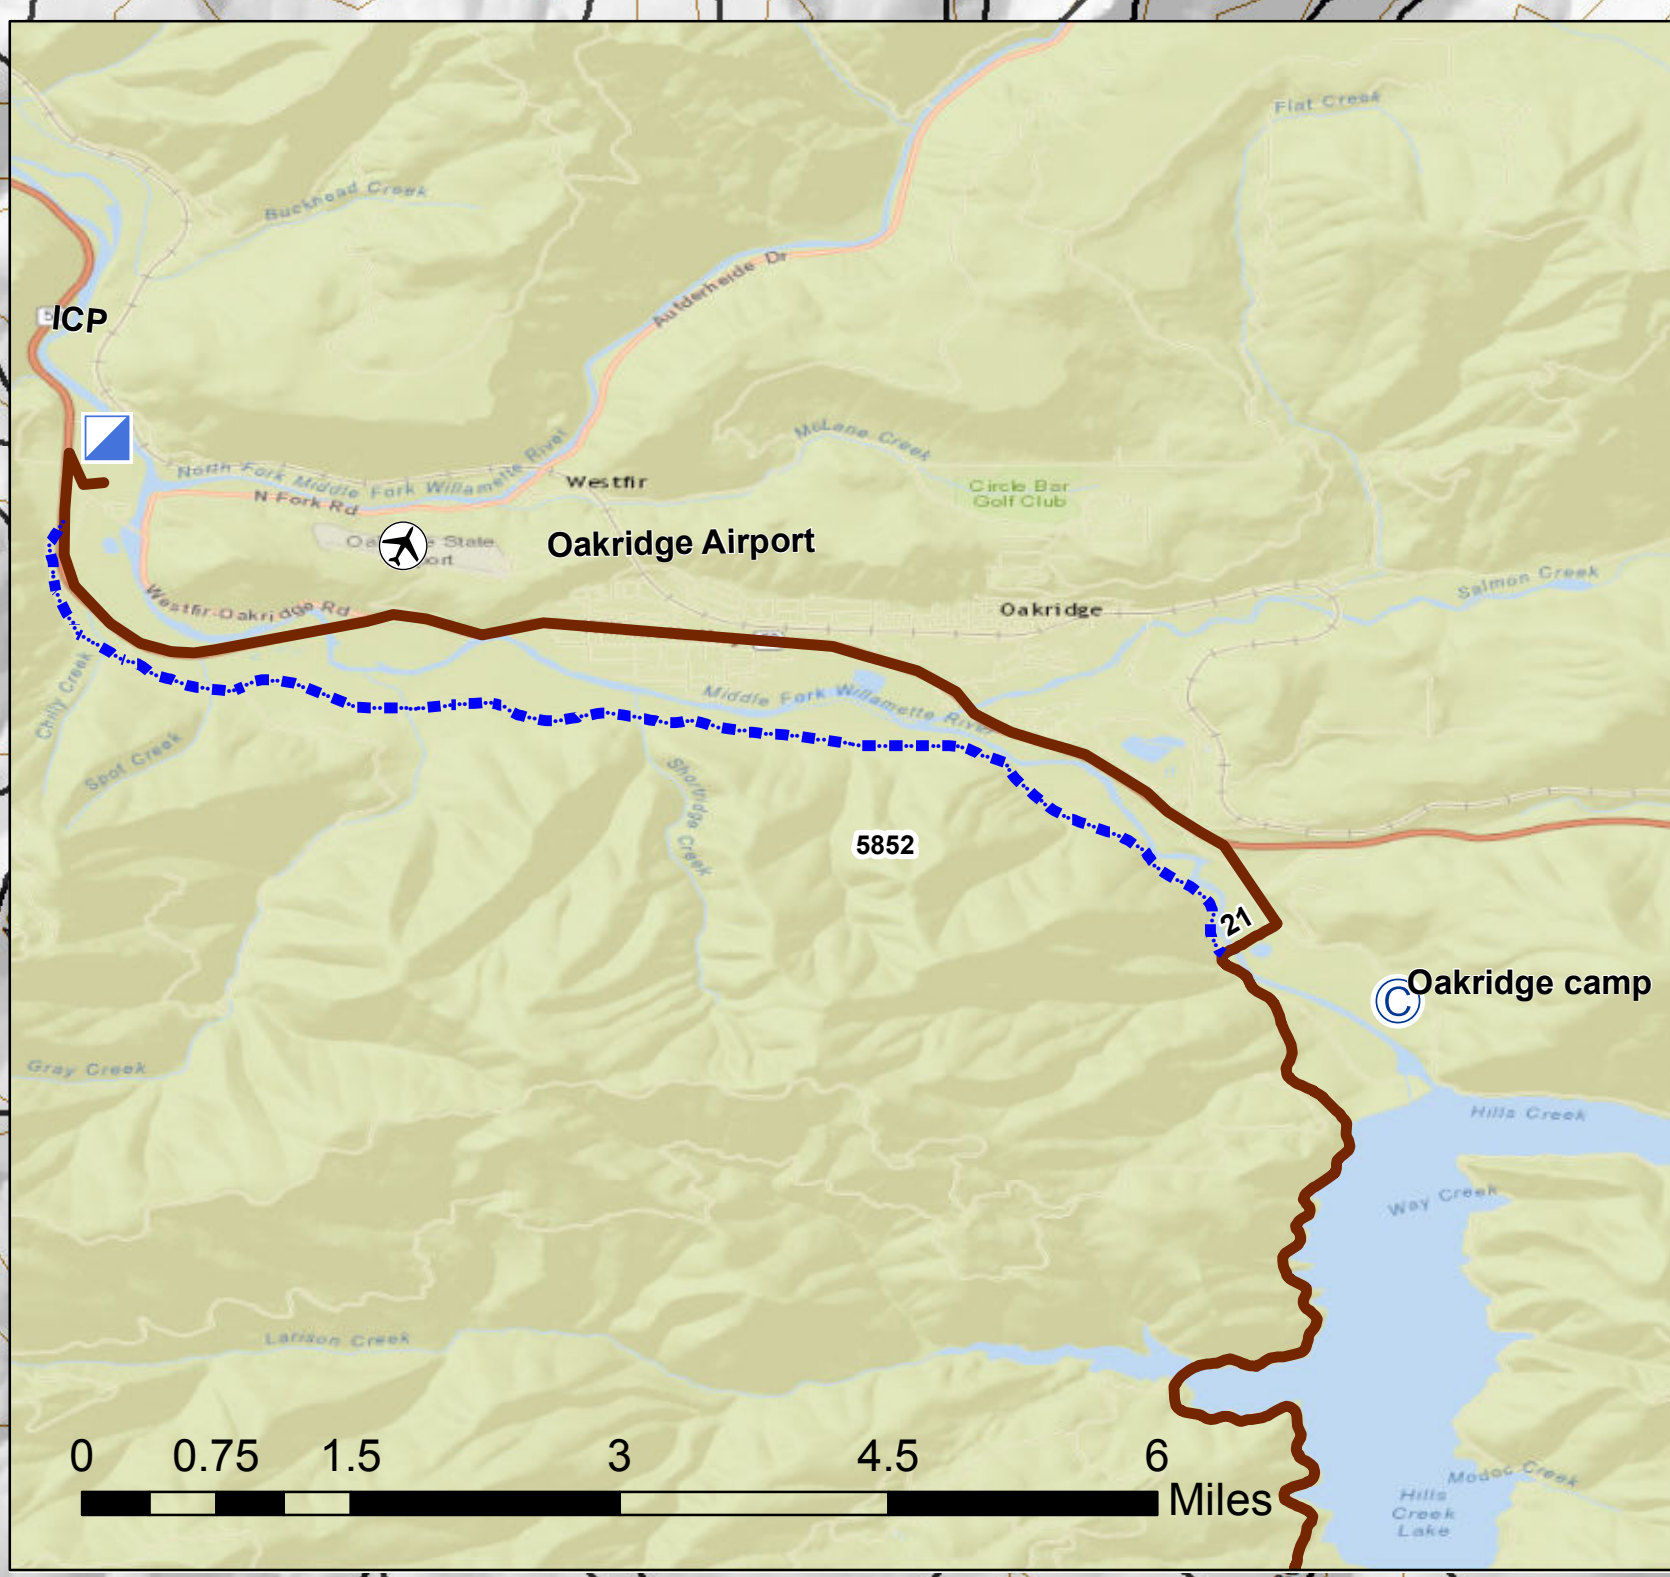 Flat Creek
Buckhead Creek
Aufderheide Dr
5
ICP
McLane Creek
North Fork Middle Fork Willamette River
N Fork Rd
Westfir
Circle Bar
Golf Club
Oakridge Airport
State
Salmon Creek
Westfir-Oakridge Rd
Oakridge
Chilly Creek
Middle Fork Willamette River
Spot Creek
Shortridge Creek
5852
21
Oakridge camp
C
Gray Creek
Hills Creek
Way Creek
Larison Creek
0 0.75 1.5 3 4.5 6
Miles
Modoc Creek
Hills
Creek
Lake